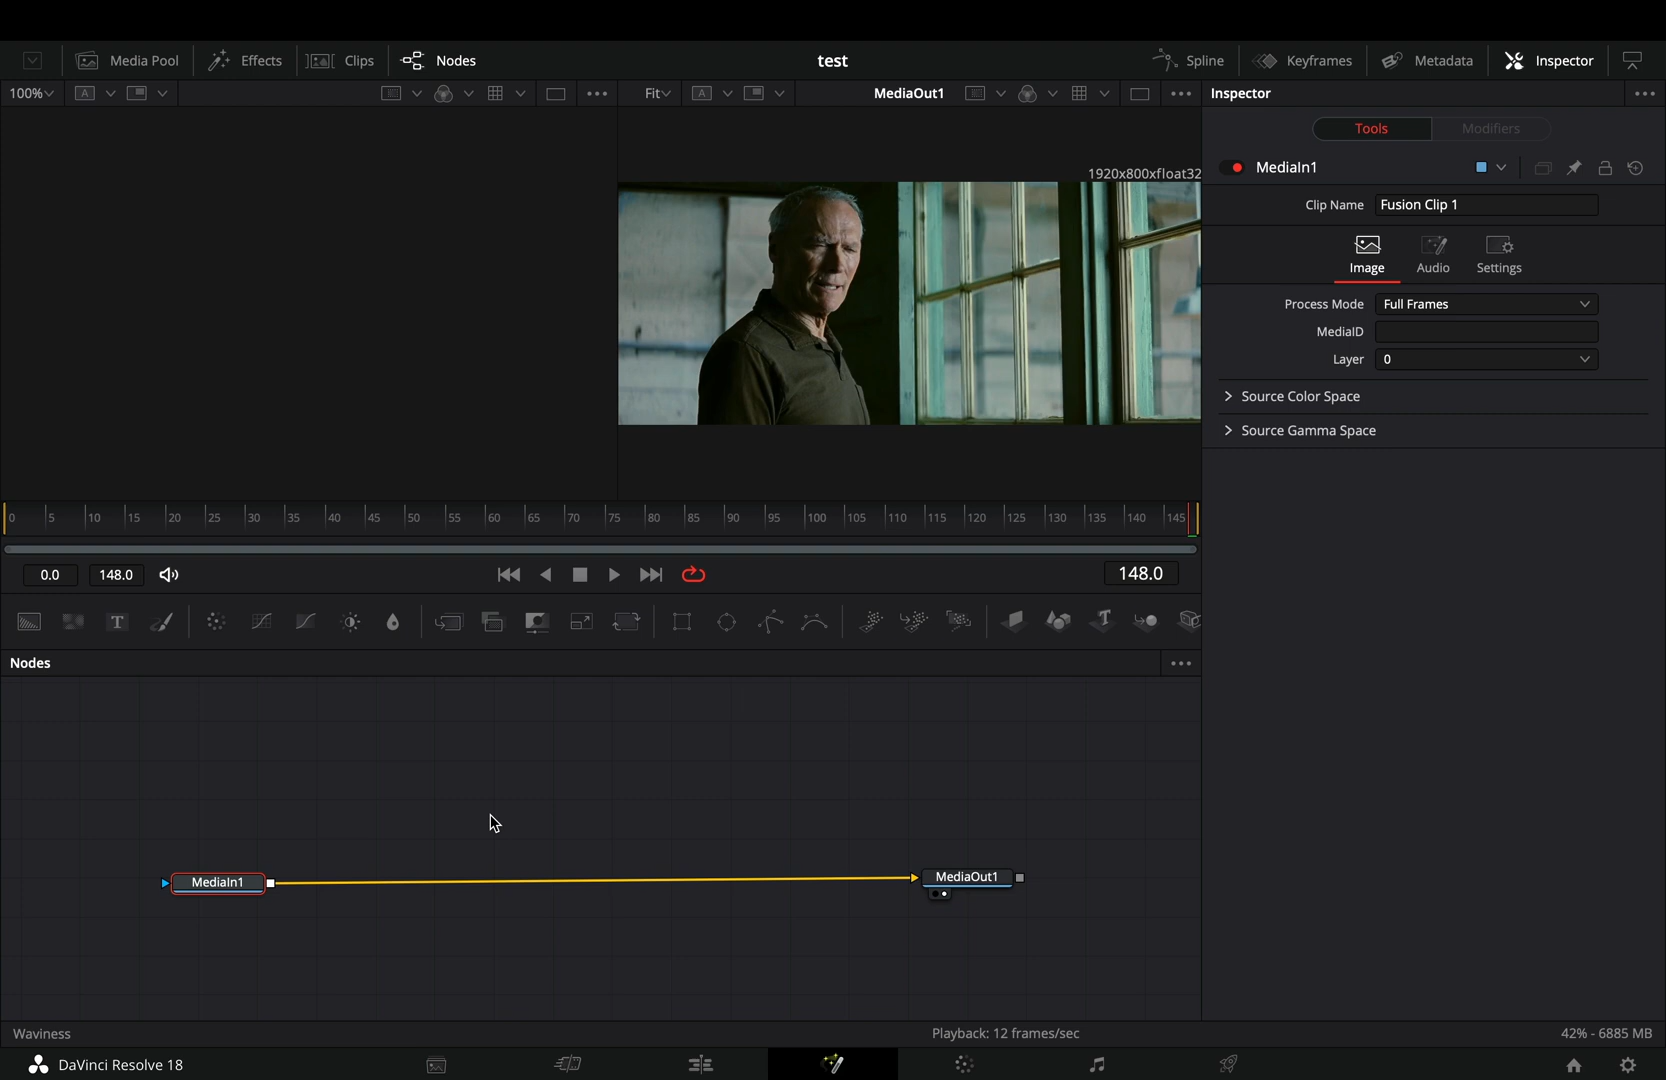 Media Pool Effects Clips Nodes test Spline Keyframes Metadata Inspector
100% A Fit A MediaOut1 Inspector
Tools Modifiers
MediaIn1
1920x800xfloat32
Clip Name Fusion Clip 1
Image Audio Settings
Process Mode Full Frames
MediaID
Layer 0
Source Color Space
Source Gamma Space
0 5 10 15 20 25 30 35 40 45 50 55 60 65 70 75 80 85 90 95 100 105 110 115 120 125 130 135 140 145
0.0 148.0 148.0
T T
Nodes
MediaIn1 MediaOut1
Waviness Playback: 12 frames/sec 42% - 6885 MB
DaVinci Resolve 18